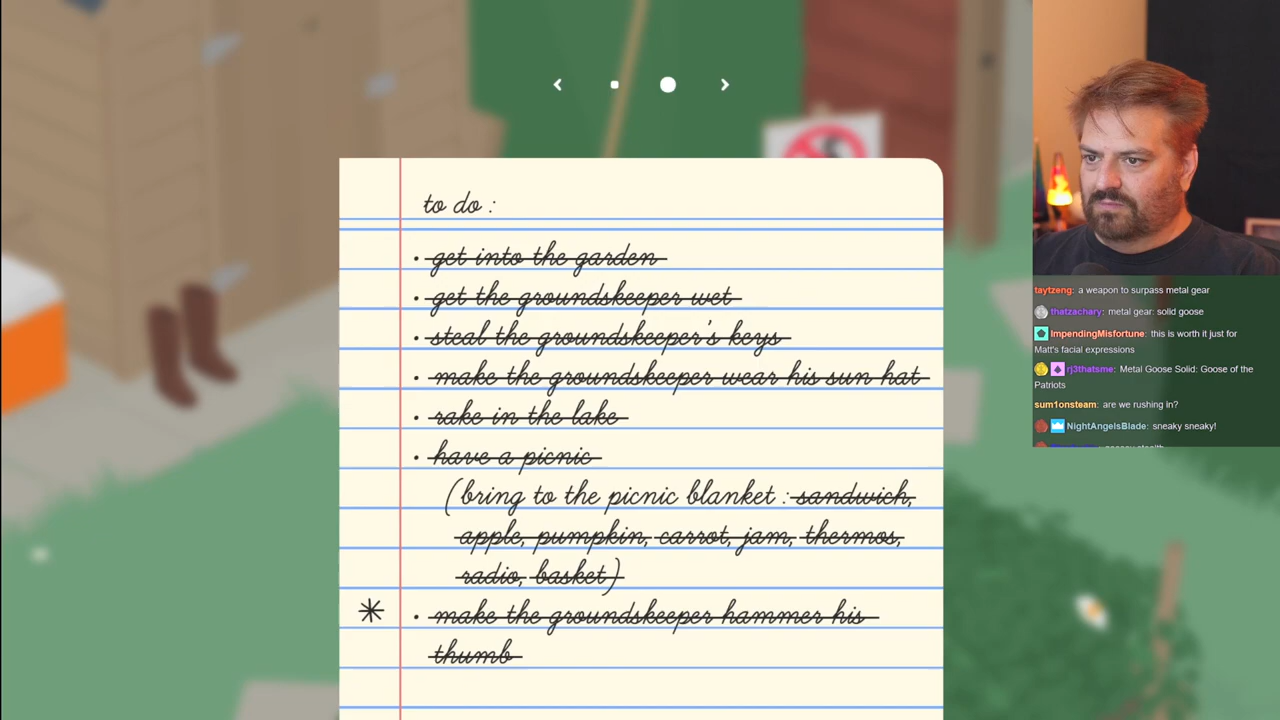 to do :
• get into the garden
• get the groundskeeper wet
• steal the groundskeeper's keys
• make the groundskeeper wear his sun hat
• rake in the lake
• have a picnic
(bring to the picnic blanket : sandwich,
apple, pumpkin, carrot, jam, thermos,
radio, basket)
• make the groundskeeper hammer his
thumb
taytzeng: a weapon to surpass metal gear
thatzachary: metal gear: solid goose
ImpendingMisfortune: this is worth it just for
Matt's facial expressions
rj3thatsme: Metal Goose Solid: Goose of the
Patriots
sum1onsteam: are we rushing in?
NightAngelsBlade: sneaky sneaky!